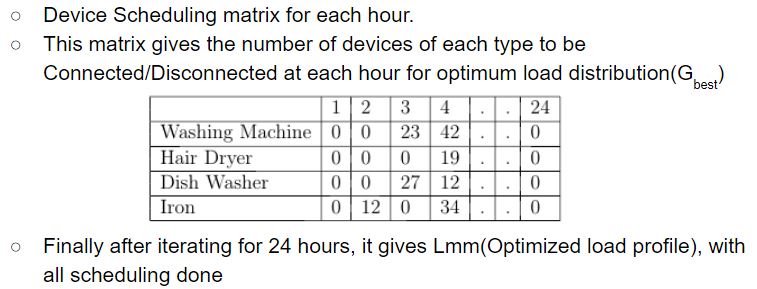 ○ Device Scheduling matrix for each hour.
○ This matrix gives the number of devices of each type to be
Connected/Disconnected at each hour for optimum load distribution(G_best)
1 2 3 4 . . 24
Washing Machine 0 0 23 42 . . 0
Hair Dryer 0 0 0 19 . . 0
Dish Washer 0 0 27 12 . . 0
Iron 0 12 0 34 . . 0
○ Finally after iterating for 24 hours, it gives Lmm(Optimized load profile), with
all scheduling done